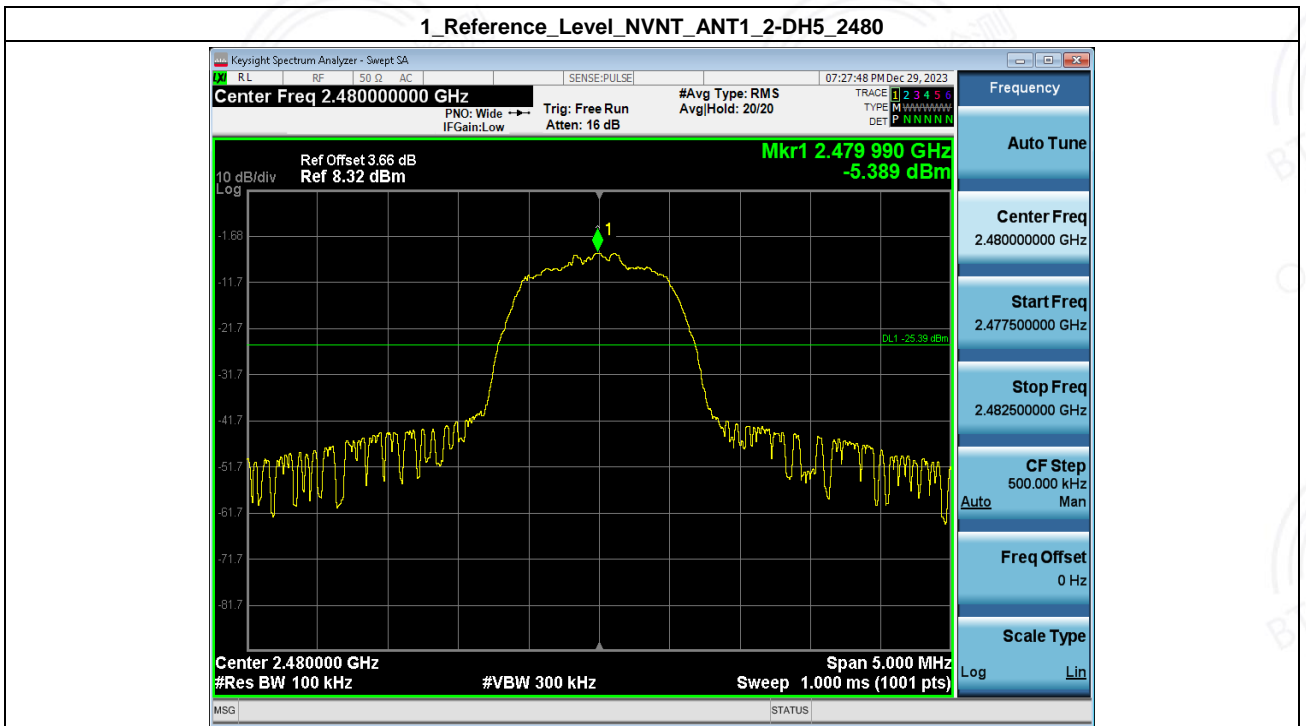 1_Reference_Level_NVNT_ANT1_2-DH5_2480
Keysight Spectrum Analyzer - Swept SA
LXI RL RF 50 Ω AC SENSE:PULSE 07:27:48 PM Dec 29, 2023
Center Freq 2.480000000 GHz
#Avg Type: RMS
TRACE 1 2 3 4 5 6
PNO: Wide
Trig: Free Run
Avg|Hold: 20/20
TYPE M WWWWW
IFGain:Low
Atten: 16 dB
DET P N N N N N
Mkr1 2.479 990 GHz
-5.389 dBm
Ref Offset 3.66 dB
10 dB/div Ref 8.32 dBm
Log
1
-1.68
-11.7
-21.7
DL1 -25.39 dBm
-31.7
-41.7
-51.7
-61.7
-71.7
-81.7
Center 2.480000 GHz Span 5.000 MHz
#Res BW 100 kHz #VBW 300 kHz Sweep 1.000 ms (1001 pts)
MSG STATUS
Frequency
Auto Tune
Center Freq
2.480000000 GHz
Start Freq
2.477500000 GHz
Stop Freq
2.482500000 GHz
CF Step
500.000 kHz
Auto Man
Freq Offset
0 Hz
Scale Type
Log Lin